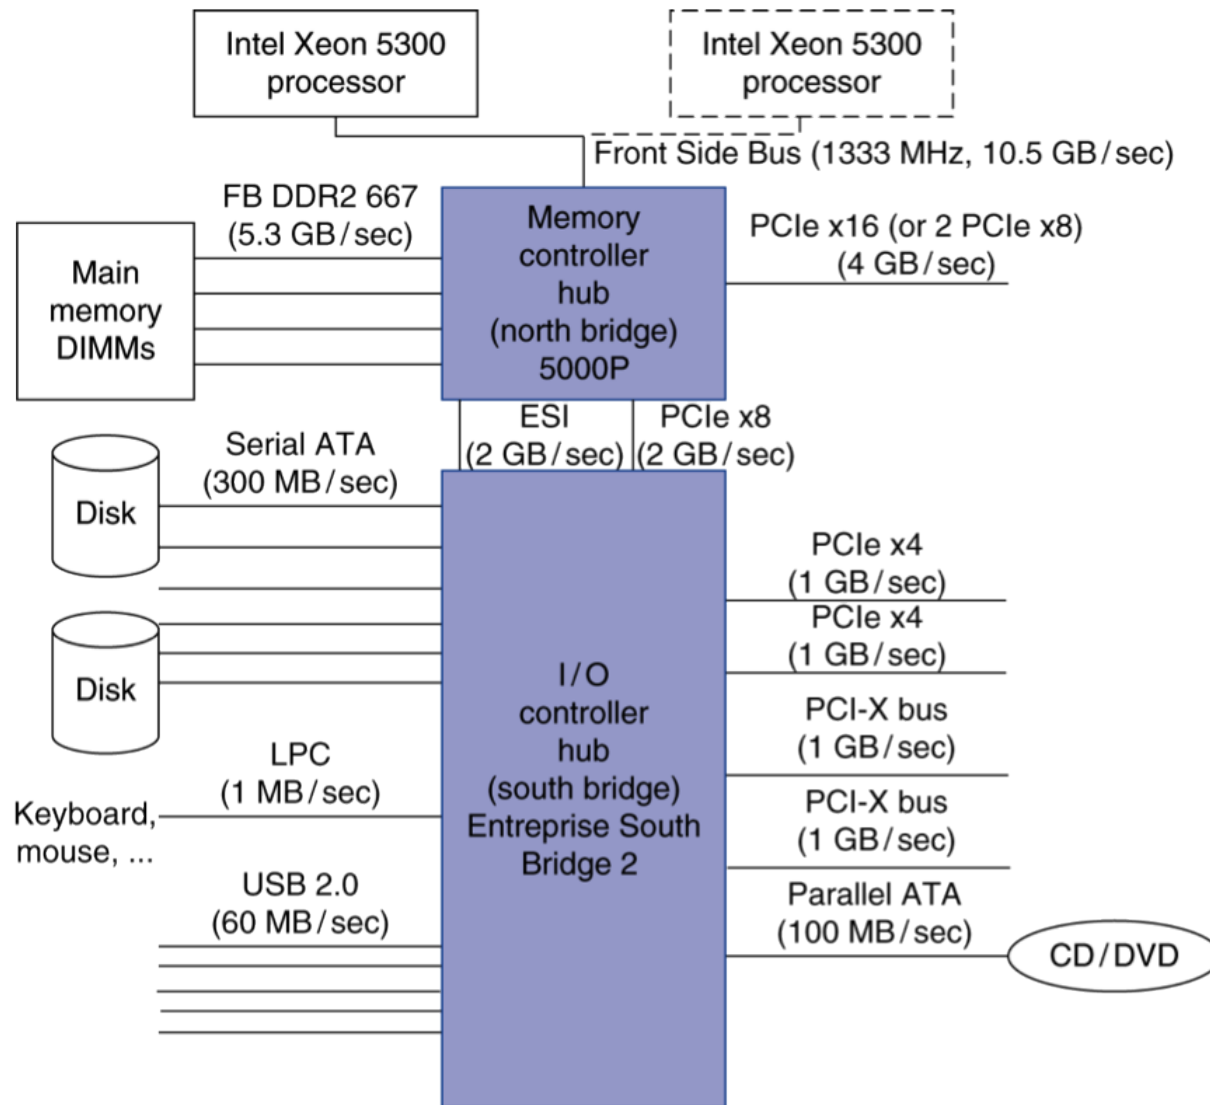 Intel Xeon 5300
processor
Intel Xeon 5300
processor
Front Side Bus (1333 MHz, 10.5 GB/sec)
FB DDR2 667
(5.3 GB/sec)
Main
memory
DIMMs
Memory
controller
hub
(north bridge)
5000P
PCIe x16 (or 2 PCIe x8)
(4 GB/sec)
ESI
(2 GB/sec)
PCIe x8
(2 GB/sec)
Serial ATA
(300 MB/sec)
Disk
Disk
LPC
(1 MB/sec)
Keyboard,
mouse, ...
USB 2.0
(60 MB/sec)
I/O
controller
hub
(south bridge)
Entreprise South
Bridge 2
PCIe x4
(1 GB/sec)
PCIe x4
(1 GB/sec)
PCI-X bus
(1 GB/sec)
PCI-X bus
(1 GB/sec)
Parallel ATA
(100 MB/sec)
CD/DVD